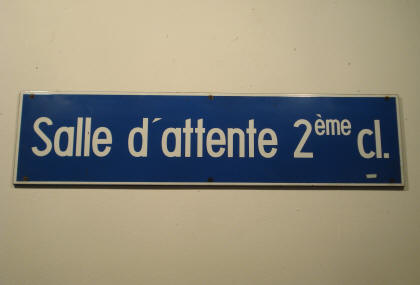 Salle d´attente 2ème cl.